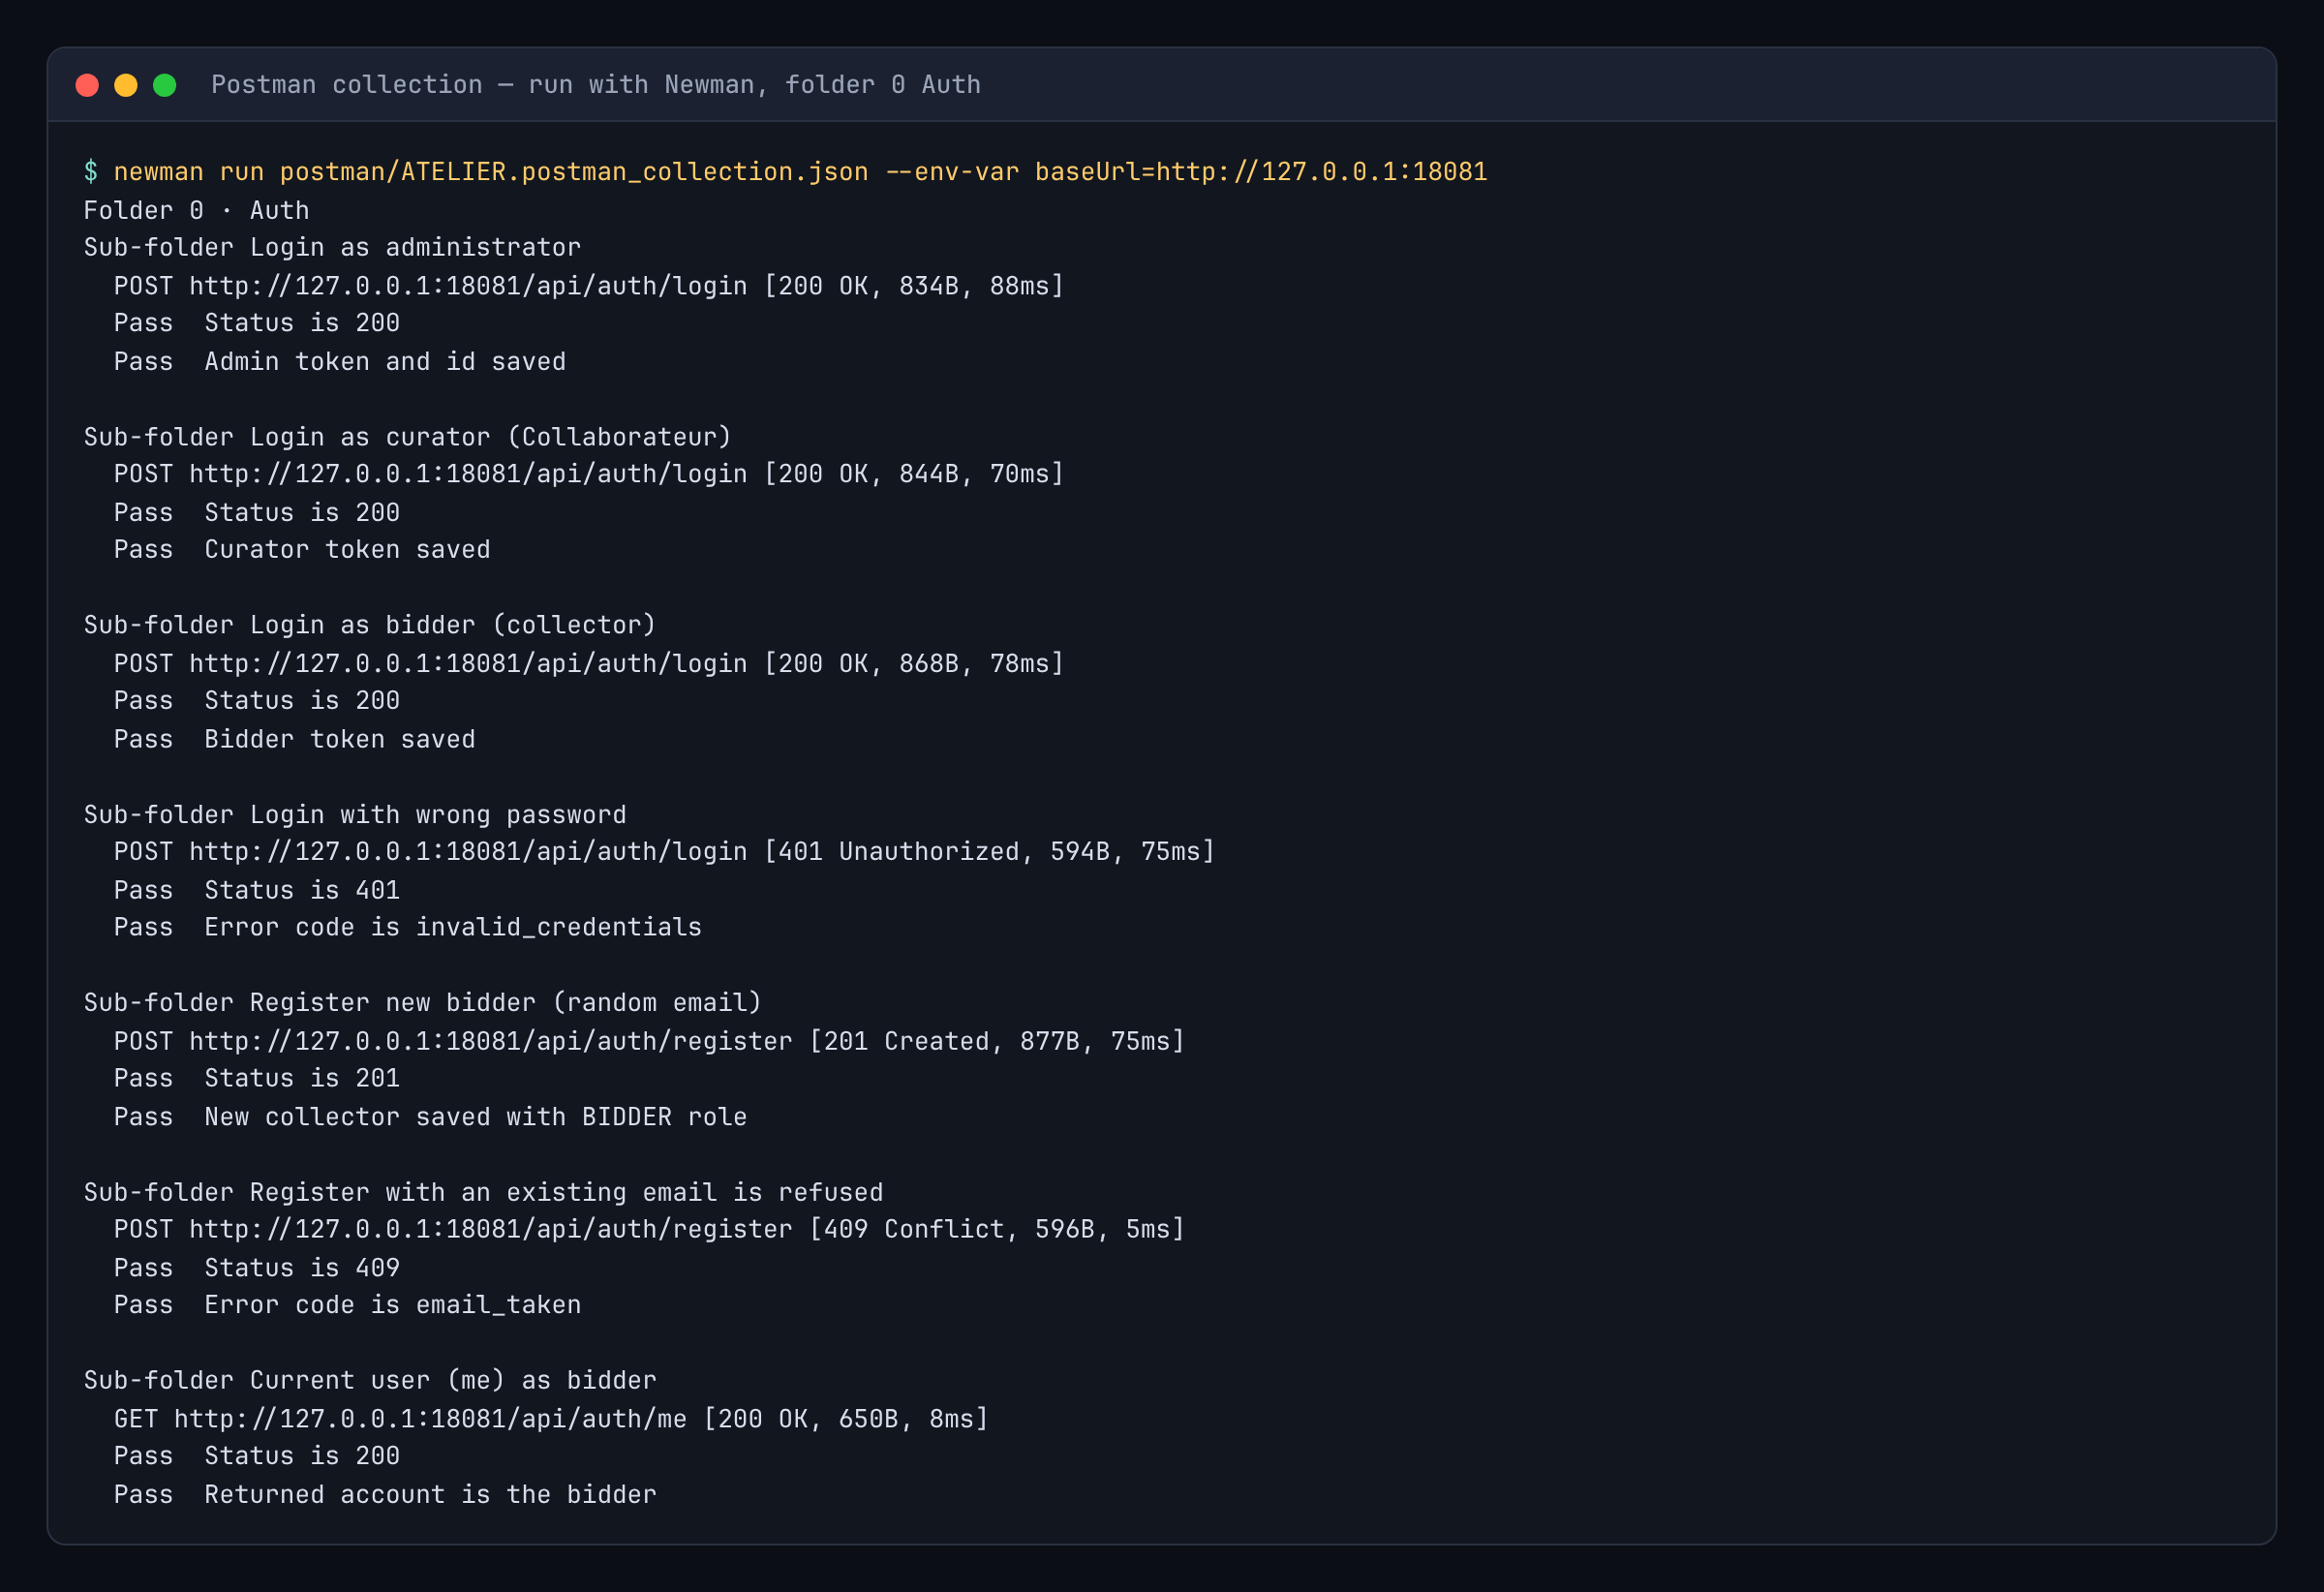 Postman collection — run with Newman, folder 0 Auth
$ newman run postman/ATELIER.postman_collection.json --env-var baseUrl=http://127.0.0.1:18081
Folder 0 · Auth
Sub-folder Login as administrator
POST http://127.0.0.1:18081/api/auth/login [200 OK, 834B, 88ms]
Pass  Status is 200
Pass  Admin token and id saved
Sub-folder Login as curator (Collaborateur)
POST http://127.0.0.1:18081/api/auth/login [200 OK, 844B, 70ms]
Pass  Status is 200
Pass  Curator token saved
Sub-folder Login as bidder (collector)
POST http://127.0.0.1:18081/api/auth/login [200 OK, 868B, 78ms]
Pass  Status is 200
Pass  Bidder token saved
Sub-folder Login with wrong password
POST http://127.0.0.1:18081/api/auth/login [401 Unauthorized, 594B, 75ms]
Pass  Status is 401
Pass  Error code is invalid_credentials
Sub-folder Register new bidder (random email)
POST http://127.0.0.1:18081/api/auth/register [201 Created, 877B, 75ms]
Pass  Status is 201
Pass  New collector saved with BIDDER role
Sub-folder Register with an existing email is refused
POST http://127.0.0.1:18081/api/auth/register [409 Conflict, 596B, 5ms]
Pass  Status is 409
Pass  Error code is email_taken
Sub-folder Current user (me) as bidder
GET http://127.0.0.1:18081/api/auth/me [200 OK, 650B, 8ms]
Pass  Status is 200
Pass  Returned account is the bidder